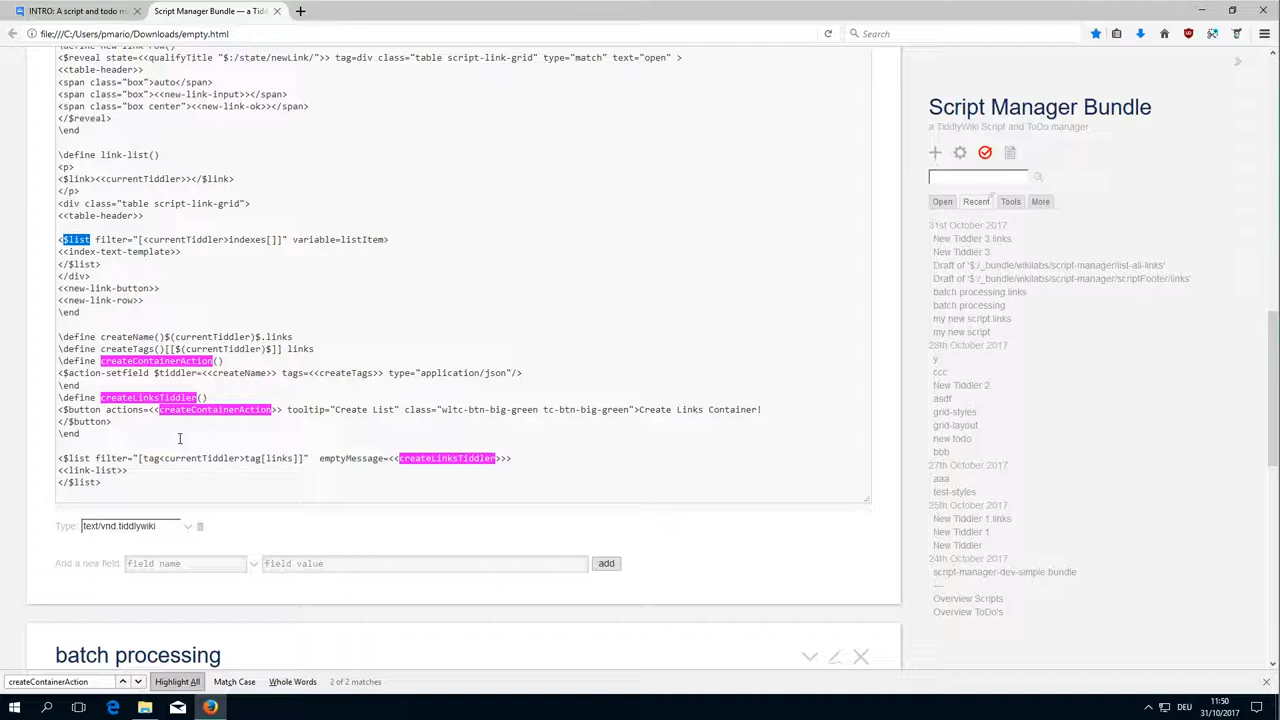 INTRO: A script and todo m
Script Manager Bundle — a Tid
file:///C:/Users/pmario/Downloads/empty.html
Search
<$reveal state=<<qualifyTitle "$:/state/newLink/">> tag=div class="table script-link-grid" type="match" text="open" >
<<table-header>>
<span class="box">auto</span>
<span class="box"><<new-link-input>></span>
<span class="box center"><<new-link-ok>></span>
</$reveal>
\end
\define link-list()
<p>
<$link><<currentTiddler>></$link>
</p>
<div class="table script-link-grid">
<<table-header>>
<$list filter="[<currentTiddler>indexes[]]" variable=listItem>
<<index-text-template>>
</$list>
</div>
<<new-link-button>>
<<new-link-row>>
\end
\define createName()$(currentTiddler)$.links
\define createTags()[[$(currentTiddler)$]] links
\define createContainerAction()
<$action-setfield $tiddler=<<createName>> tags=<<createTags>> type="application/json"/>
\end
\define createLinksTiddler()
<$button actions=<<createContainerAction>> tooltip="Create List" class="wltc-btn-big-green tc-btn-big-green">Create Links Container!
</$button>
\end
<$list filter="[tag<currentTiddler>tag[links]]"  emptyMessage=<<createLinksTiddler>>>
<<link-list>>
</$list>
Type: text/vnd.tiddlywiki
Add a new field: field name field value add
batch processing
Script Manager Bundle
a TiddlyWiki Script and ToDo manager
Open Recent Tools More
31st October 2017
New Tiddler 3.links
New Tiddler 3
Draft of '$:/_bundle/wikilabs/script-manager/list-all-links'
Draft of '$:/_bundle/wikilabs/script-manager/scriptFooter/links'
batch processing.links
batch processing
my new script.links
my new script
28th October 2017
y
ccc
New Tiddler 2
asdf
grid-styles
grid-layout
new todo
bbb
27th October 2017
aaa
test-styles
25th October 2017
New Tiddler 1.links
New Tiddler 1
New Tiddler
24th October 2017
script-manager-dev-simple.bundle
---
Overview Scripts
Overview ToDo's
createContainerAction Highlight All Match Case Whole Words 2 of 2 matches
DEU
11:50
31/10/2017